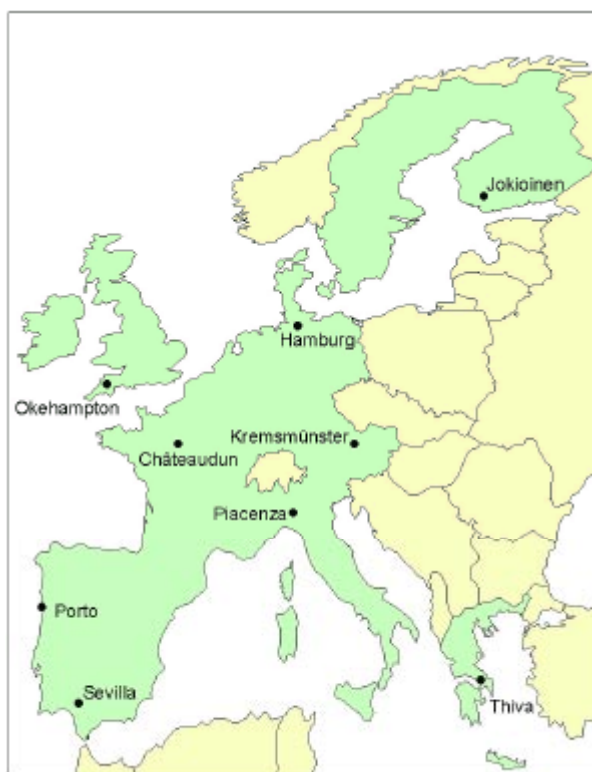 Jokioinen
Hamburg
Okehampton
Kremsmünster
Châteaudun
Piacenza
Porto
Sevilla
Thiva